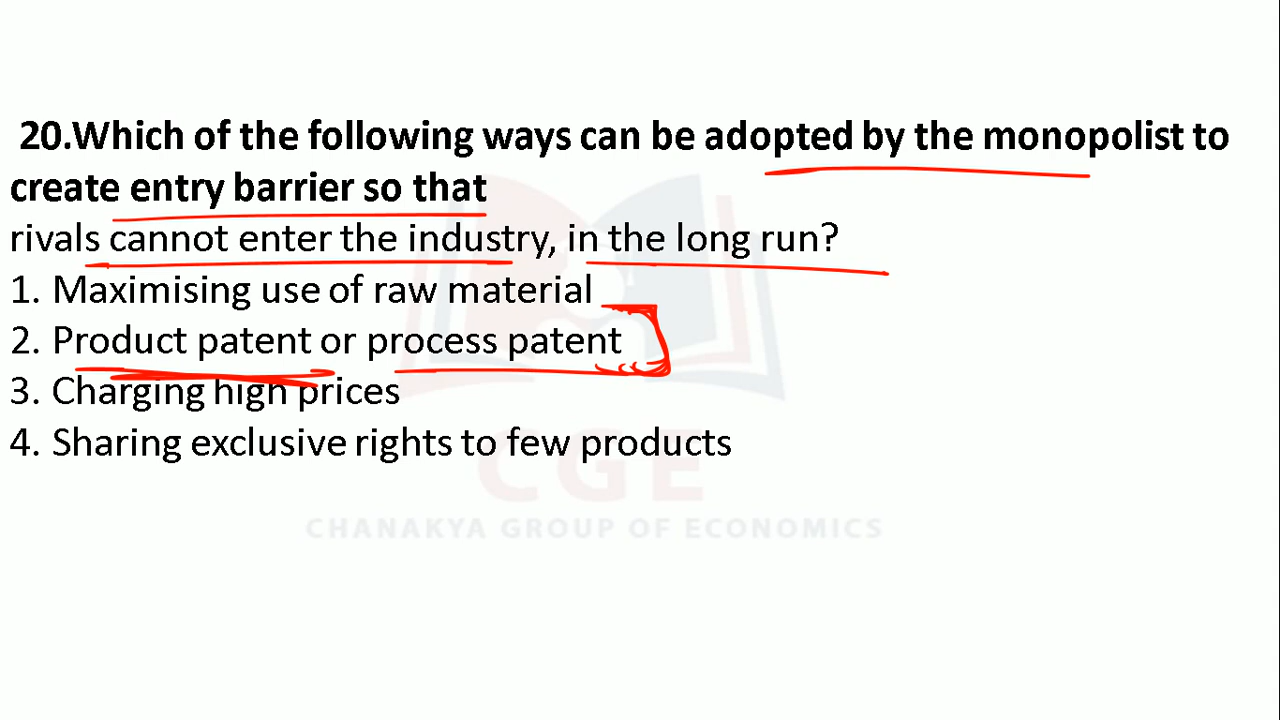 20.Which of the following ways can be adopted by the monopolist to
create entry barrier so that
rivals cannot enter the industry, in the long run?
1. Maximising use of raw material
2. Product patent or process patent
3. Charging high prices
4. Sharing exclusive rights to few products
CGE
CHANAKYA GROUP OF ECONOMICS